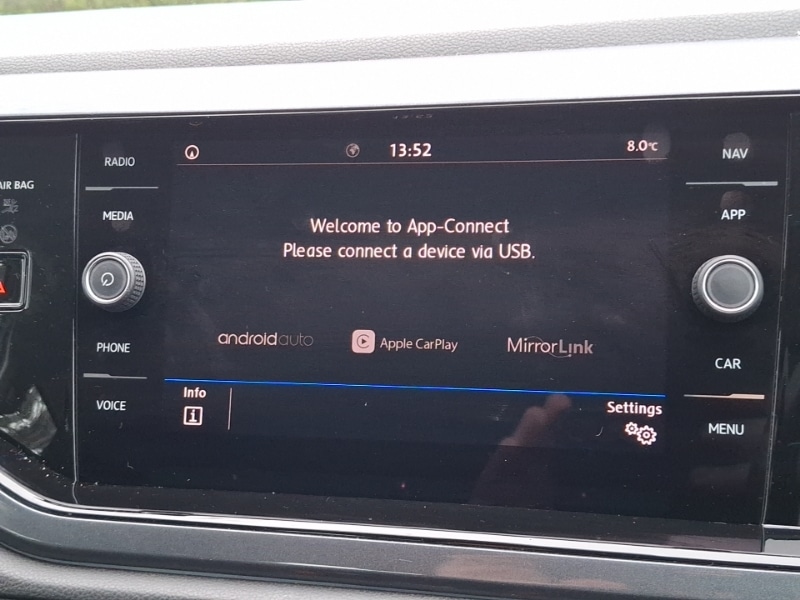 RADIO
13:52
8.0°C
NAV
AIR BAG
MEDIA
APP
Welcome to App-Connect
Please connect a device via USB.
androidauto
Apple CarPlay
MirrorLink
PHONE
CAR
Info
Settings
VOICE
MENU